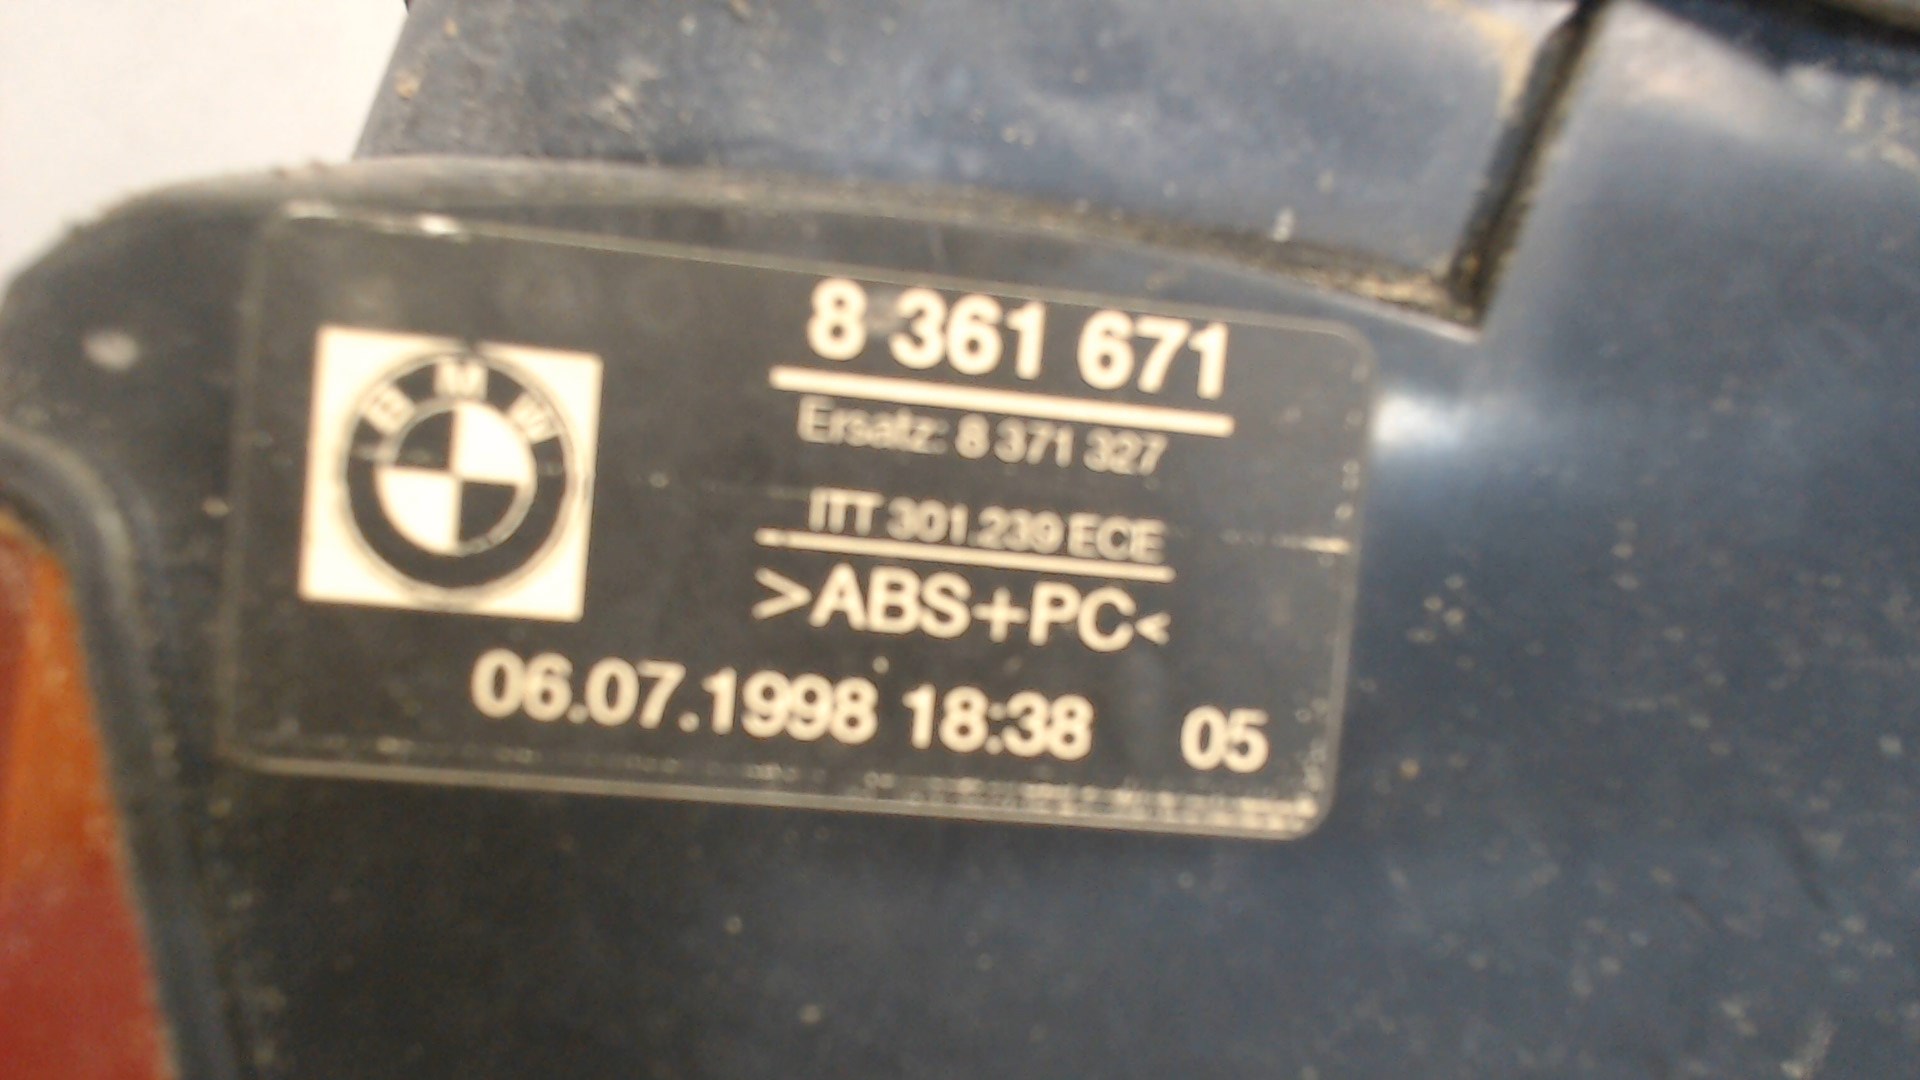 BMW
8 361 671
Ersatz: 8 371 327
ITT 301.239 ECE
>ABS+PC<
06.07.1998 18:38 05